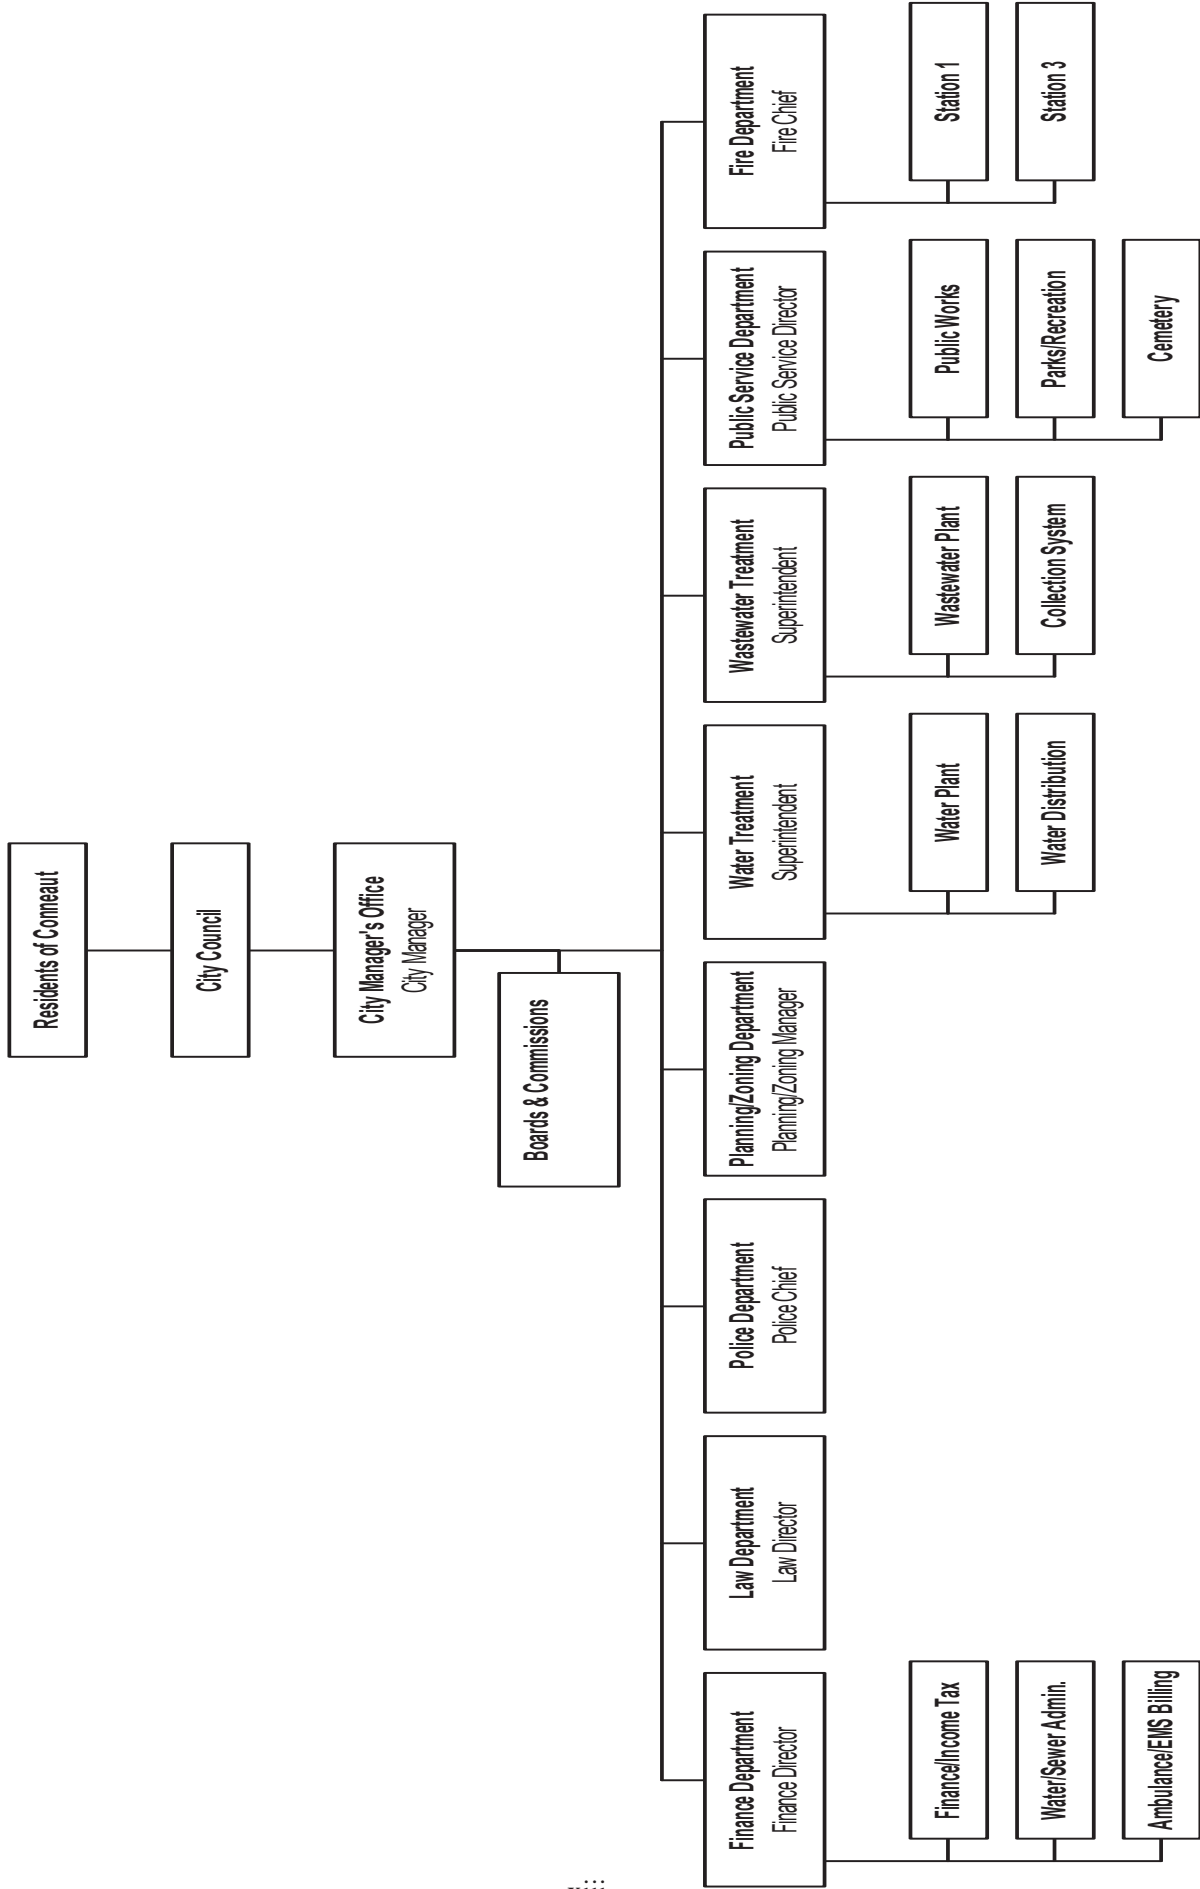 Residents of Conneaut
City Council
City Manager's Office
City Manager
Boards & Commissions
Finance Department
Finance Director
Law Department
Law Director
Police Department
Police Chief
Planning/Zoning Department
Planning/Zoning Manager
Water Treatment
Superintendent
Wastewater Treatment
Superintendent
Public Service Department
Public Service Director
Fire Department
Fire Chief
Finance/Income Tax
Water/Sewer Admin.
Ambulance/EMS Billing
Water Plant
Water Distribution
Wastewater Plant
Collection System
Public Works
Parks/Recreation
Cemetery
Station 1
Station 3